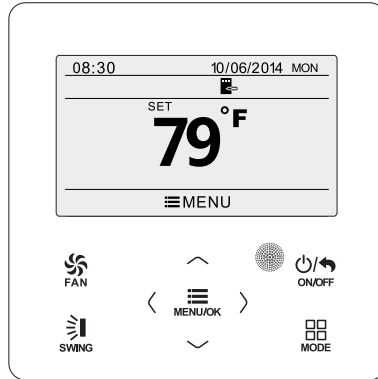 08:30 10/06/2014 MON
SET
79°F
MENU
FAN
MENU/OK
ON/OFF
SWING
MODE